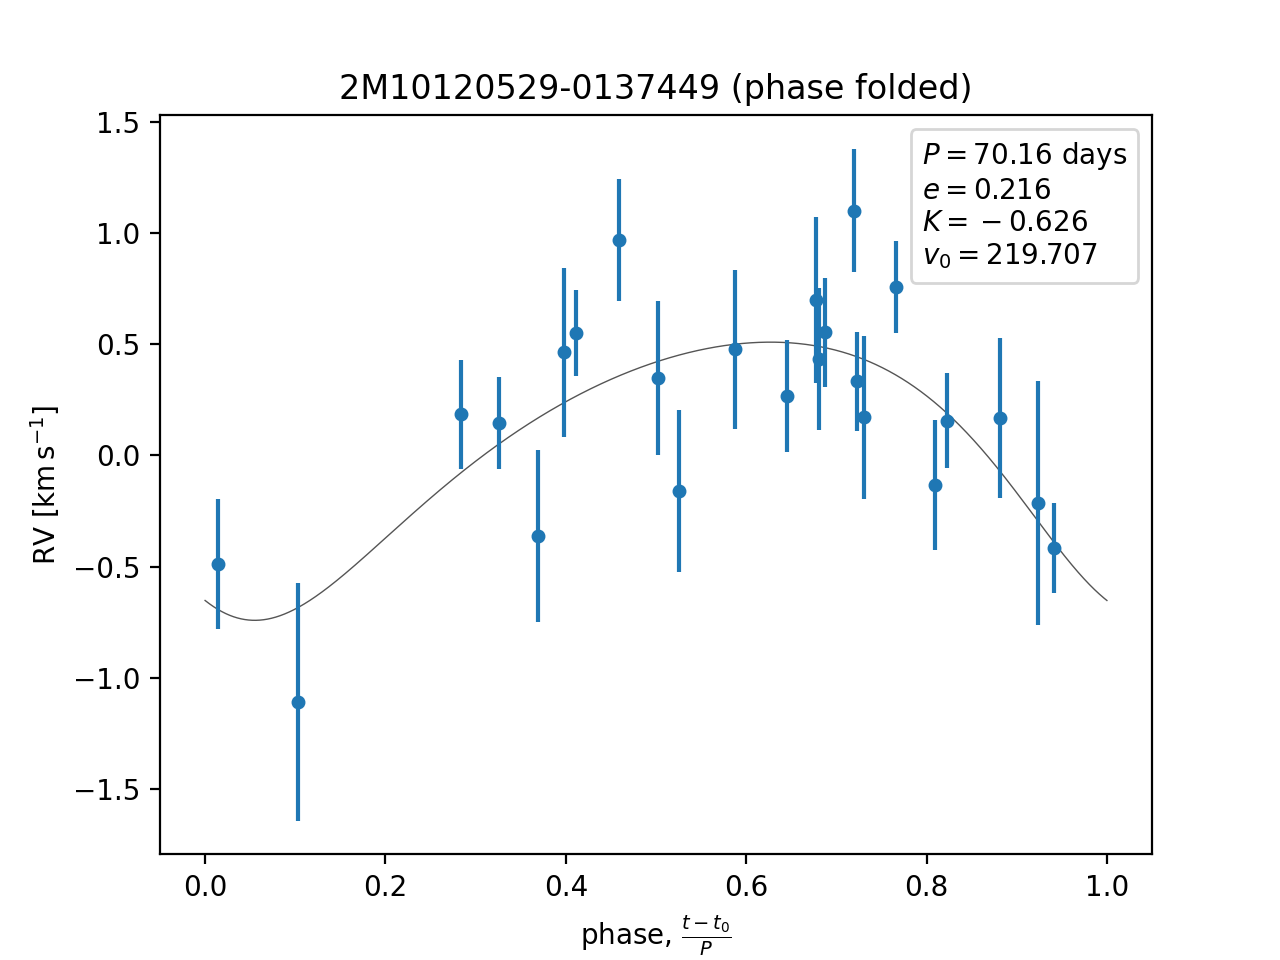 2M10120529-0137449 (phase folded)
P = 70.16 days
e = 0.216
K = −0.626
v₀ = 219.707
RV [km s⁻¹]
1.5
1.0
0.5
0.0
−0.5
−1.0
−1.5
0.0 0.2 0.4 0.6 0.8 1.0
phase, (t − t₀)/P